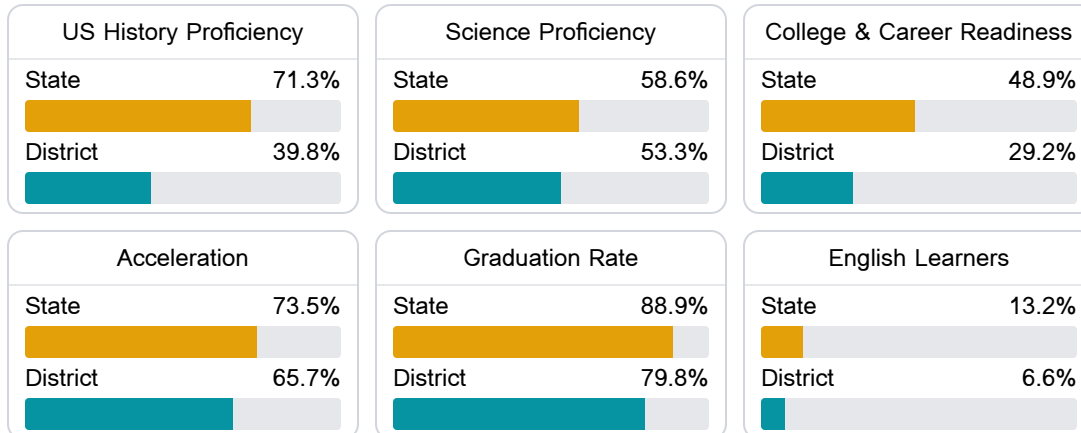 US History Proficiency
State 71.3%
District 39.8%
Science Proficiency
State 58.6%
District 53.3%
College & Career Readiness
State 48.9%
District 29.2%
Acceleration
State 73.5%
District 65.7%
Graduation Rate
State 88.9%
District 79.8%
English Learners
State 13.2%
District 6.6%